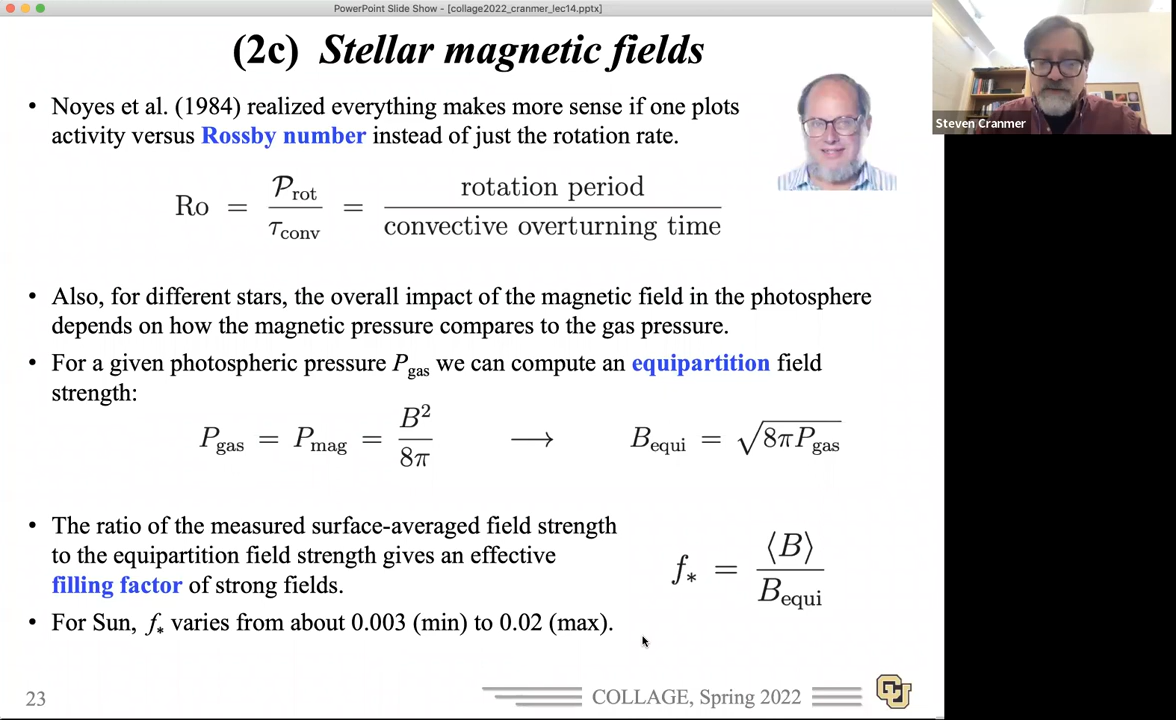 PowerPoint Slide Show - [collage2022_cranmer_lec14.pptx]
(2c) Stellar magnetic fields
• Noyes et al. (1984) realized everything makes more sense if one plots
activity versus Rossby number instead of just the rotation rate.
Ro = 𝒫rot / τconv = rotation period / convective overturning time
• Also, for different stars, the overall impact of the magnetic field in the photosphere
depends on how the magnetic pressure compares to the gas pressure.
• For a given photospheric pressure Pgas we can compute an equipartition field
strength:
Pgas = Pmag = B² / 8π ⟶ Bequi = √8πPgas
• The ratio of the measured surface-averaged field strength
to the equipartition field strength gives an effective
filling factor of strong fields.
f* = ⟨B⟩ / Bequi
• For Sun, f* varies from about 0.003 (min) to 0.02 (max).
23
COLLAGE, Spring 2022
CU
Steven Cranmer